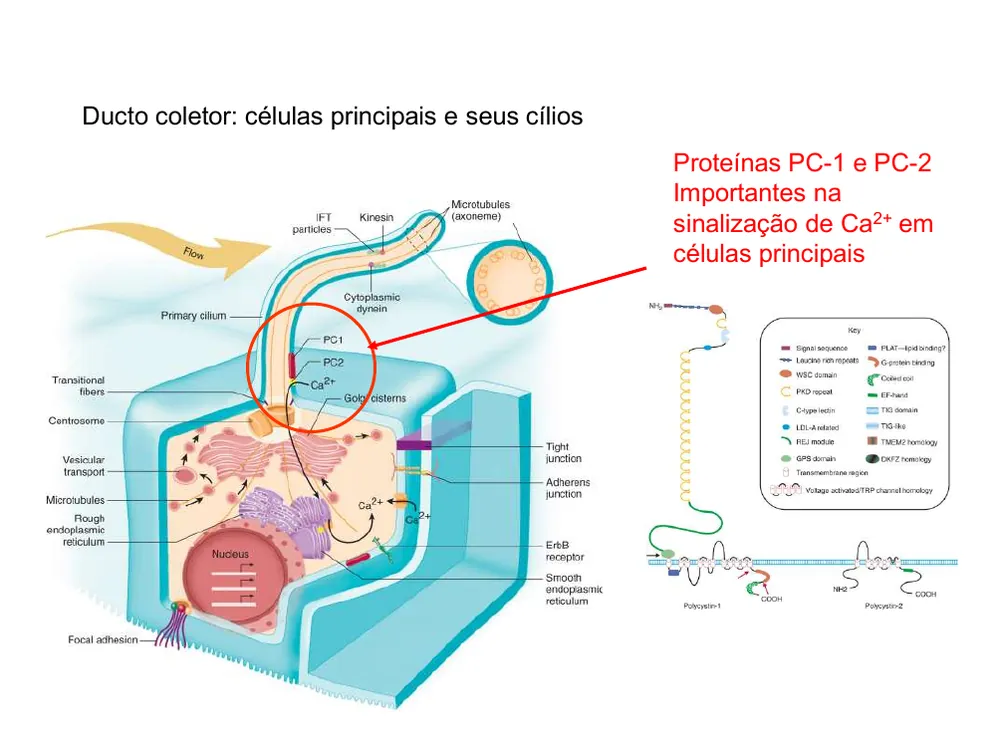 Ducto coletor: células principais e seus cílios
Proteínas PC-1 e PC-2
Importantes na
sinalização de Ca2+ em
células principais
Flow
IFT
particles
Kinesin
Microtubules
(axoneme)
Cytoplasmic
dynein
Primary cilium
PC1
PC2
Ca2+
Transitional
fibers
Golgi cisterns
Centrosome
Vesicular
transport
Microtubules
Rough
endoplasmic
reticulum
Nucleus
Focal adhesion
Tight
junction
Adherens
junction
Ca2+
Ca2+
ErbB
receptor
Smooth
endoplasmic
reticulum
NH2
Key
Signal sequence
Leucine rich repeats
WSC domain
PKD repeat
C-type lectin
LDL-A related
REJ module
GPS domain
Transmembrane region
Voltage activated/TRP channel homology
PLAT—lipid binding?
G-protein binding
Coiled coil
EF-hand
TIG domain
TIG-like
TMEM2 homology
DKFZ homology
COOH
Polycystin-1
NH2
COOH
Polycystin-2